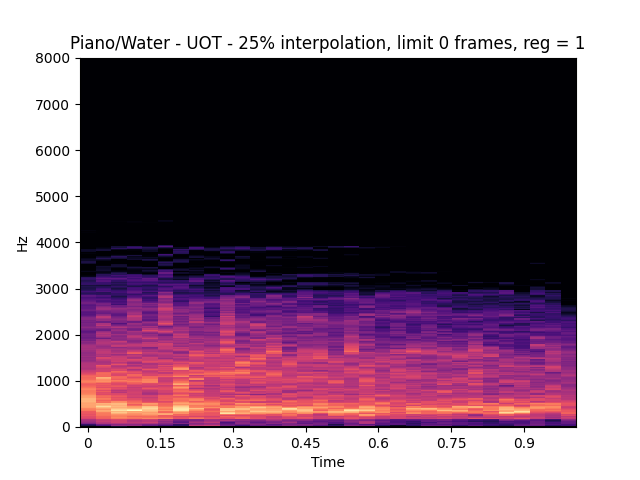 Piano/Water - UOT - 25% interpolation, limit 0 frames, reg = 1
8000
7000
6000
5000
4000
3000
2000
1000
0
Hz
0 0.15 0.3 0.45 0.6 0.75 0.9
Time